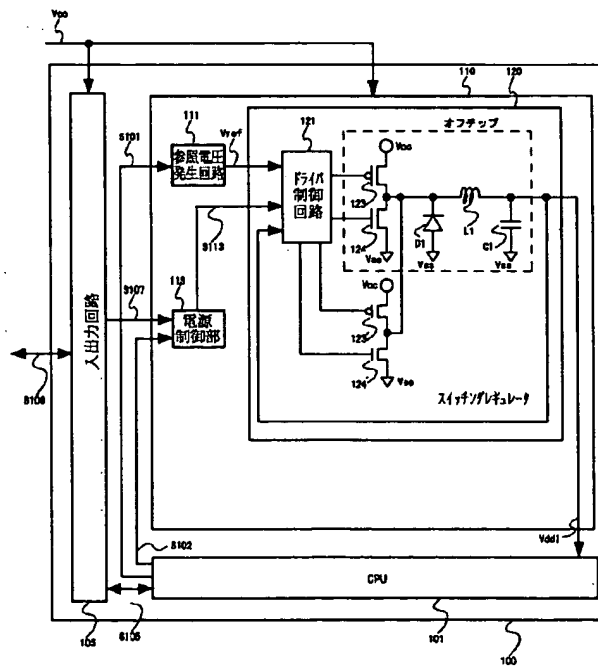 Vcc
110
120
111
S101
参照電圧
発生回路
Vref
121
ドライバ
制御
回路
オフチップ
Vcc
123
124
Vss
D1
Vss
L1
C1
Vss
S113
S107
113
電源
制御部
Vcc
123
124
Vss
スイッチングレギュレータ
入出力回路
S102
Vdd1
CPU
105
101
100